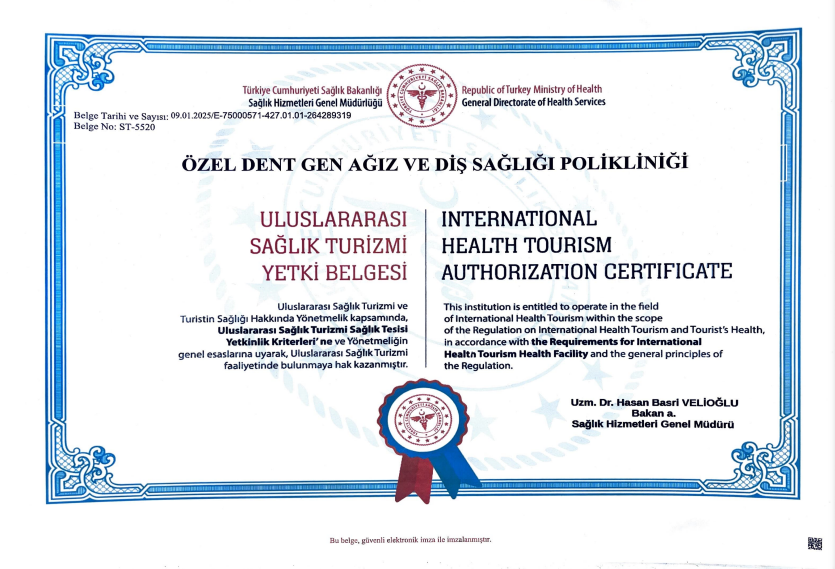 Türkiye Cumhuriyeti Sağlık Bakanlığı
Sağlık Hizmetleri Genel Müdürlüğü
Republic of Turkey Ministry of Health
General Directorate of Health Services
Belge Tarihi ve Sayısı: 09.01.2025/E-75000571-427.01.01-264289319
Belge No: ST-5520
ÖZEL DENT GEN AĞIZ VE DİŞ SAĞLIĞI POLİKLİNİĞİ
ULUSLARARASI
SAĞLIK TURİZMİ
YETKİ BELGESİ
INTERNATIONAL
HEALTH TOURISM
AUTHORIZATION CERTIFICATE
Uluslararası Sağlık Turizmi ve
Turistin Sağlığı Hakkında Yönetmelik kapsamında,
Uluslararası Sağlık Turizmi Sağlık Tesisi
Yetkinlik Kriterleri' ne ve Yönetmeliğin
genel esaslarına uyarak, Uluslararası Sağlık Turizmi
faaliyetinde bulunmaya hak kazanmıştır.
This institution is entitled to operate in the field
of International Health Tourism within the scope
of the Regulation on International Health Tourism and Tourist's Health,
in accordance with the Requirements for International
Health Tourism Health Facility and the general principles of
the Regulation.
Uzm. Dr. Hasan Basri VELİOĞLU
Bakan a.
Sağlık Hizmetleri Genel Müdürü
Bu belge, güvenli elektronik imza ile imzalanmıştır.